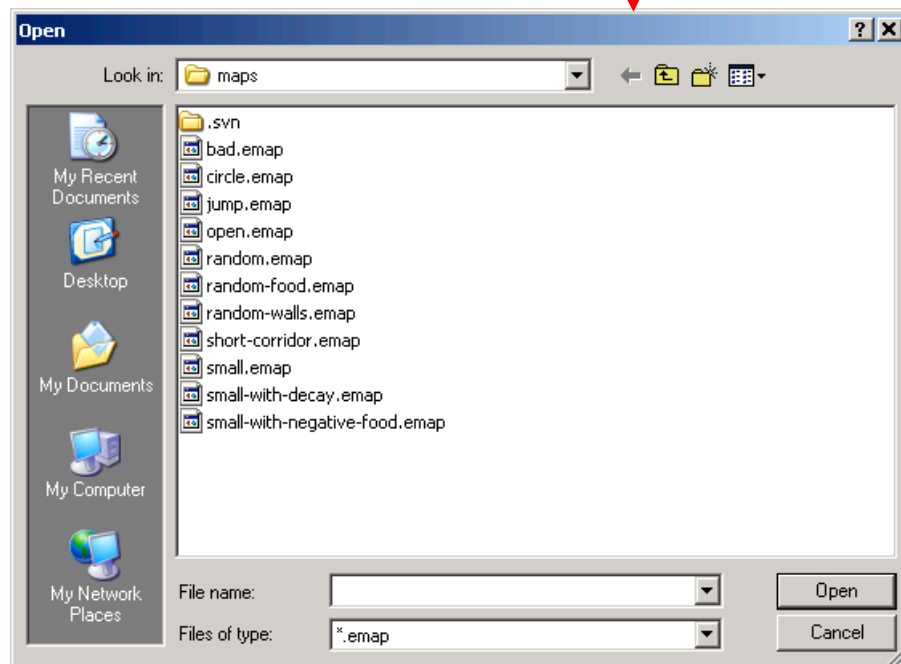 Open
Look in:
maps
My Recent
Documents
Desktop
My Documents
My Computer
My Network
Places
.svn
bad.emap
circle.emap
jump.emap
open.emap
random.emap
random-food.emap
random-walls.emap
short-corridor.emap
small.emap
small-with-decay.emap
small-with-negative-food.emap
File name:
Open
Files of type:
*.emap
Cancel